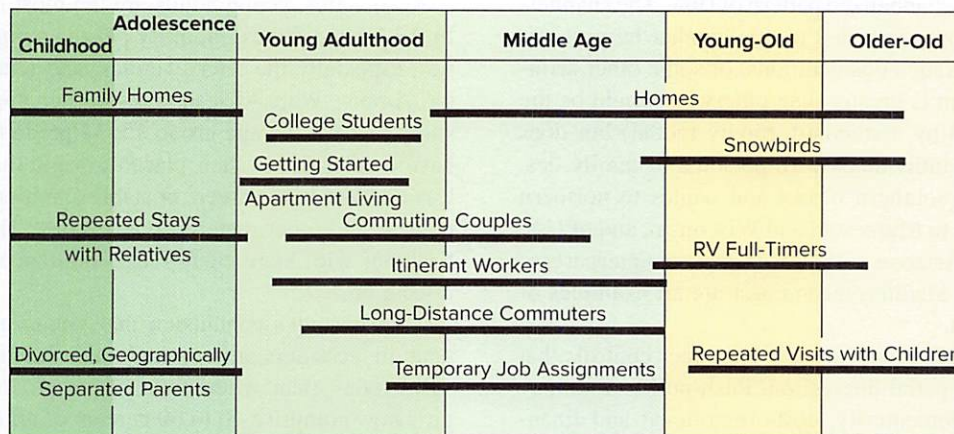 Adolescence
Childhood
Young Adulthood
Middle Age
Young-Old
Older-Old
Family Homes
Homes
College Students
Snowbirds
Getting Started
Apartment Living
Repeated Stays
with Relatives
Commuting Couples
Itinerant Workers
RV Full-Timers
Long-Distance Commuters
Divorced, Geographically
Separated Parents
Temporary Job Assignments
Repeated Visits with Children